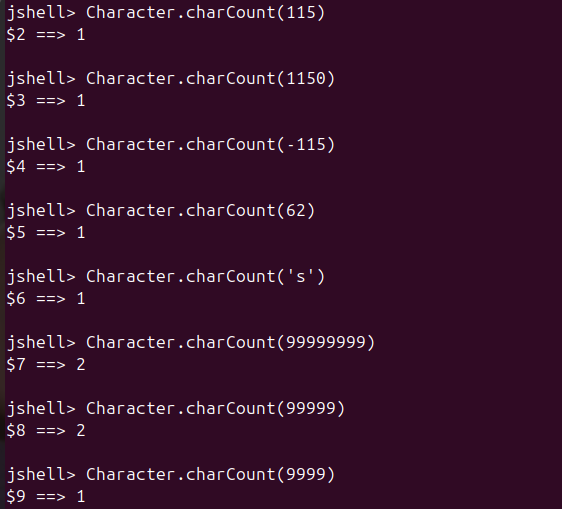 jshell> Character.charCount(115)
$2 ==> 1
jshell> Character.charCount(1150)
$3 ==> 1
jshell> Character.charCount(-115)
$4 ==> 1
jshell> Character.charCount(62)
$5 ==> 1
jshell> Character.charCount('s')
$6 ==> 1
jshell> Character.charCount(99999999)
$7 ==> 2
jshell> Character.charCount(99999)
$8 ==> 2
jshell> Character.charCount(9999)
$9 ==> 1